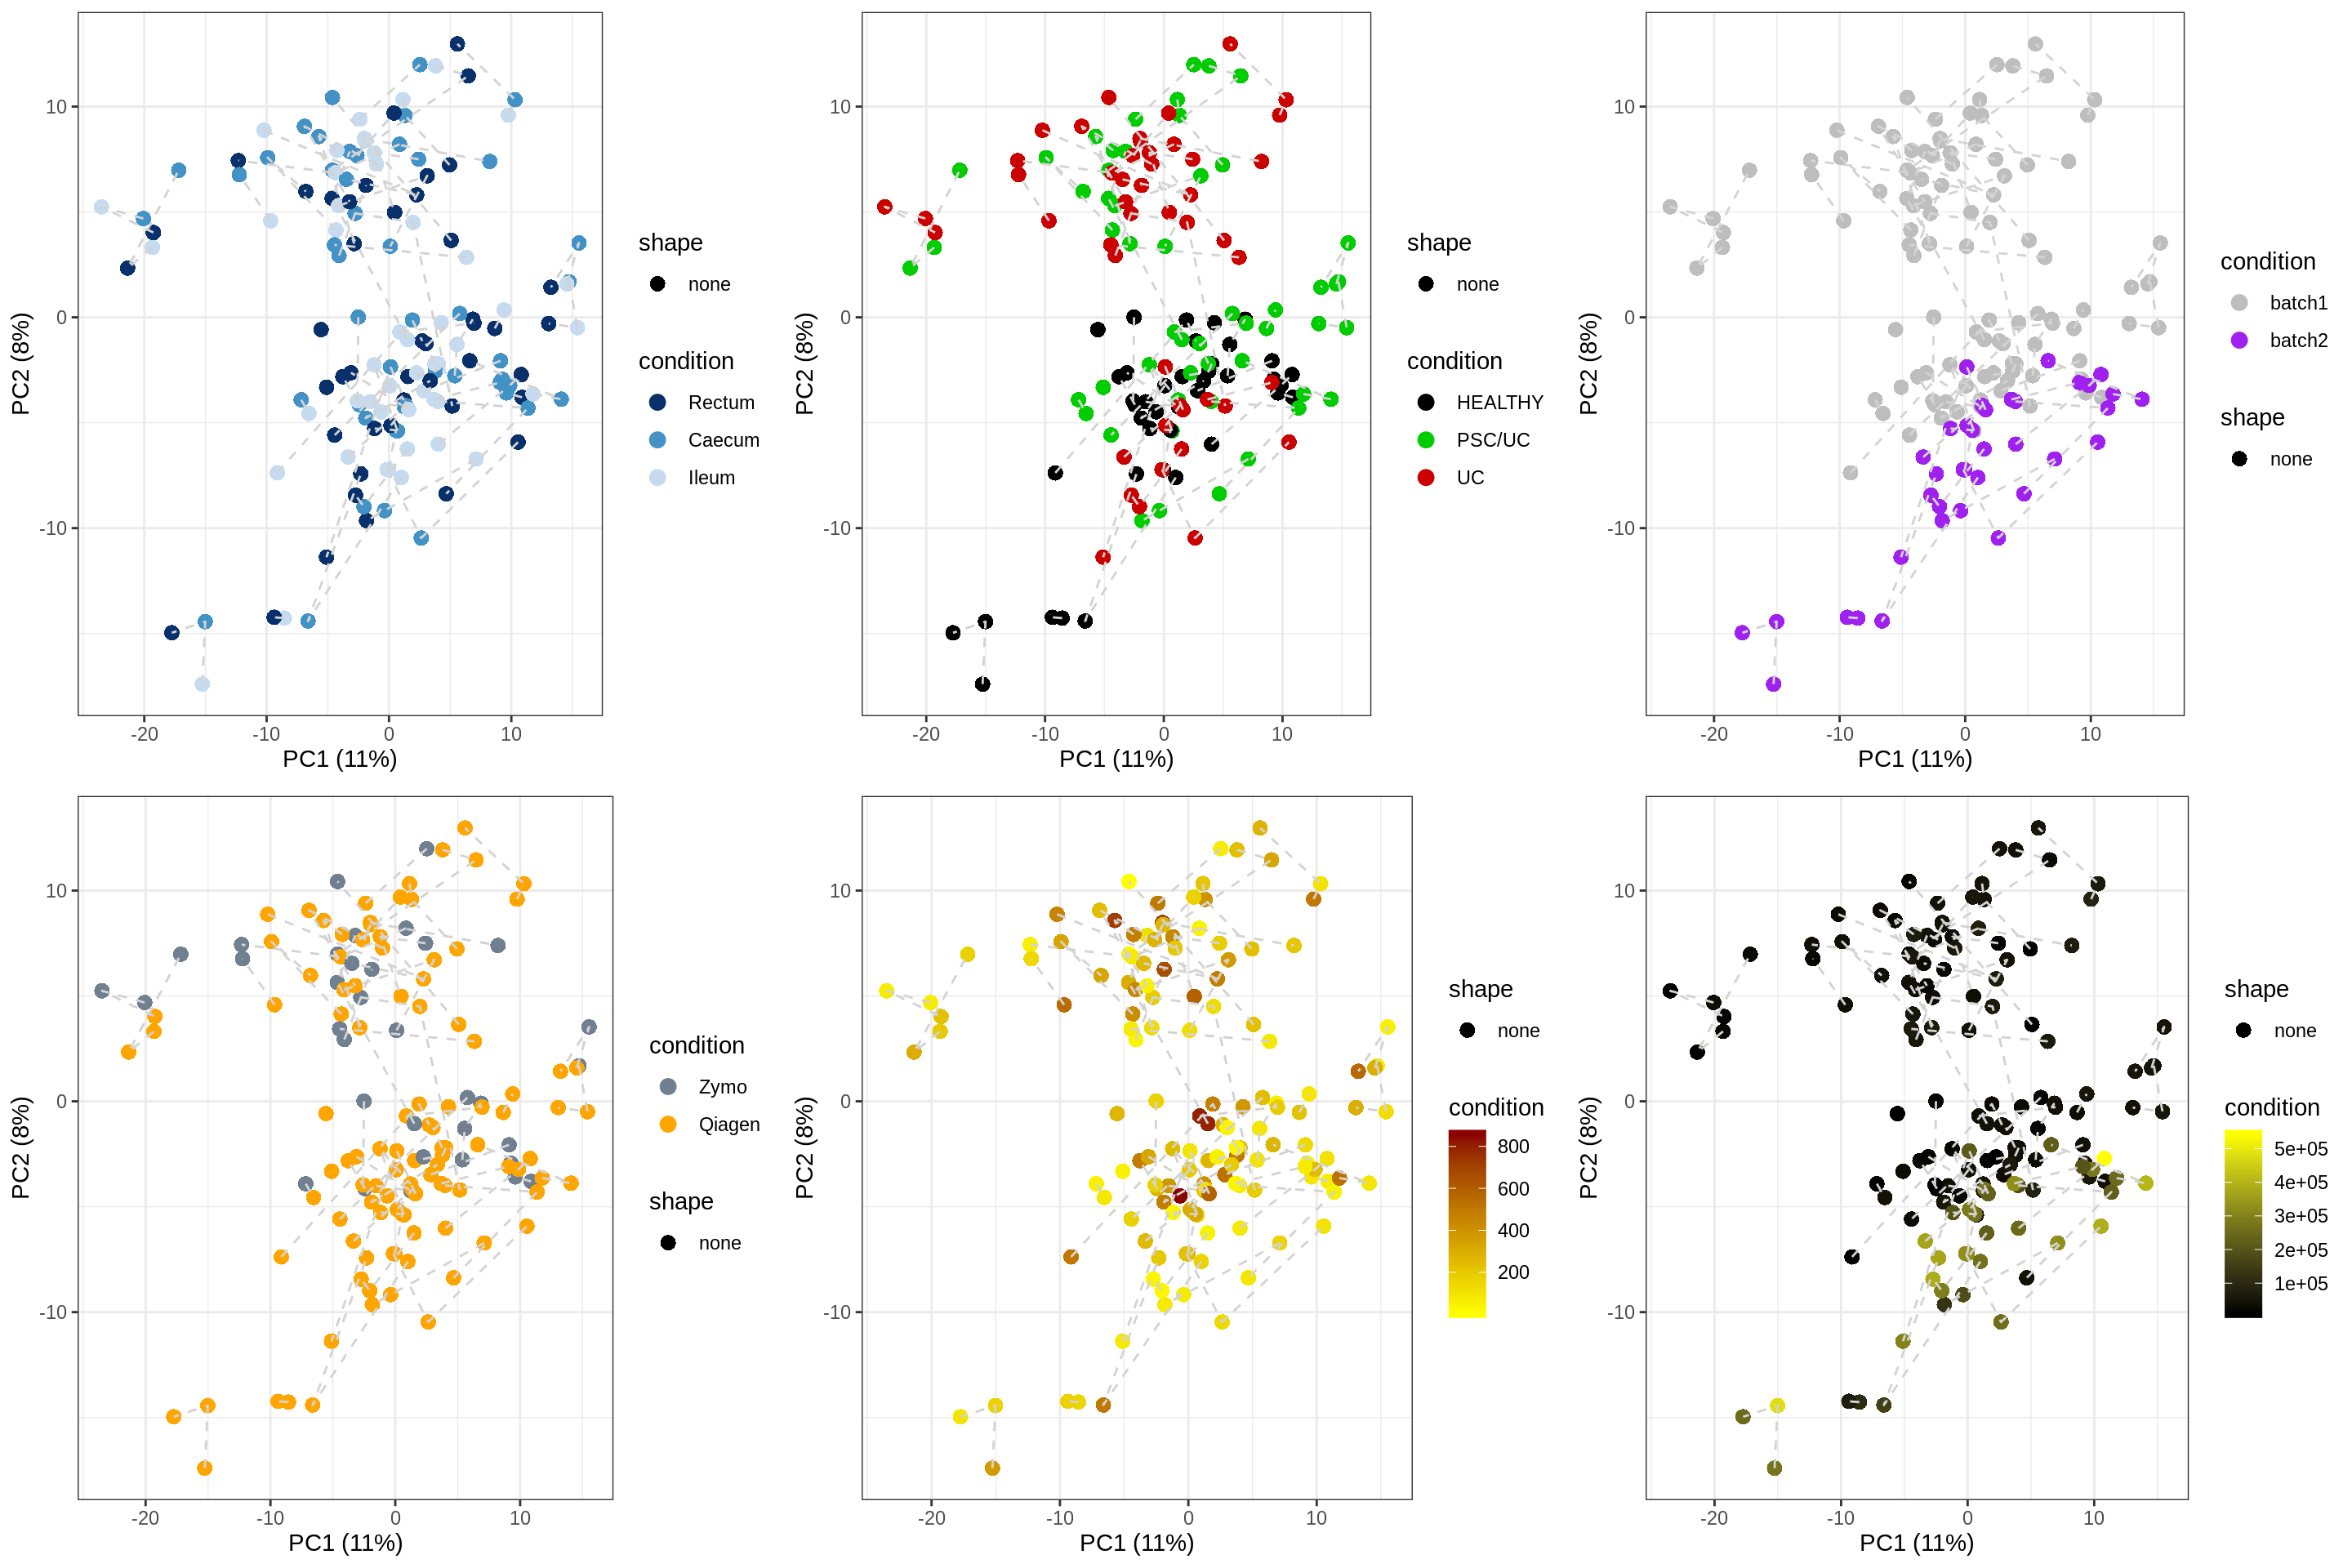 10
0
-10
PC2 (8%)
-20 -10 0 10
PC1 (11%)
shape
none
condition
Rectum
Caecum
Ileum
10
0
-10
PC2 (8%)
-20 -10 0 10
PC1 (11%)
shape
none
condition
HEALTHY
PSC/UC
UC
10
0
-10
PC2 (8%)
-20 -10 0 10
PC1 (11%)
condition
batch1
batch2
shape
none
10
0
-10
PC2 (8%)
-20 -10 0 10
PC1 (11%)
condition
Zymo
Qiagen
shape
none
10
0
-10
PC2 (8%)
-20 -10 0 10
PC1 (11%)
shape
none
condition
800
600
400
200
10
0
-10
PC2 (8%)
-20 -10 0 10
PC1 (11%)
shape
none
condition
5e+05
4e+05
3e+05
2e+05
1e+05